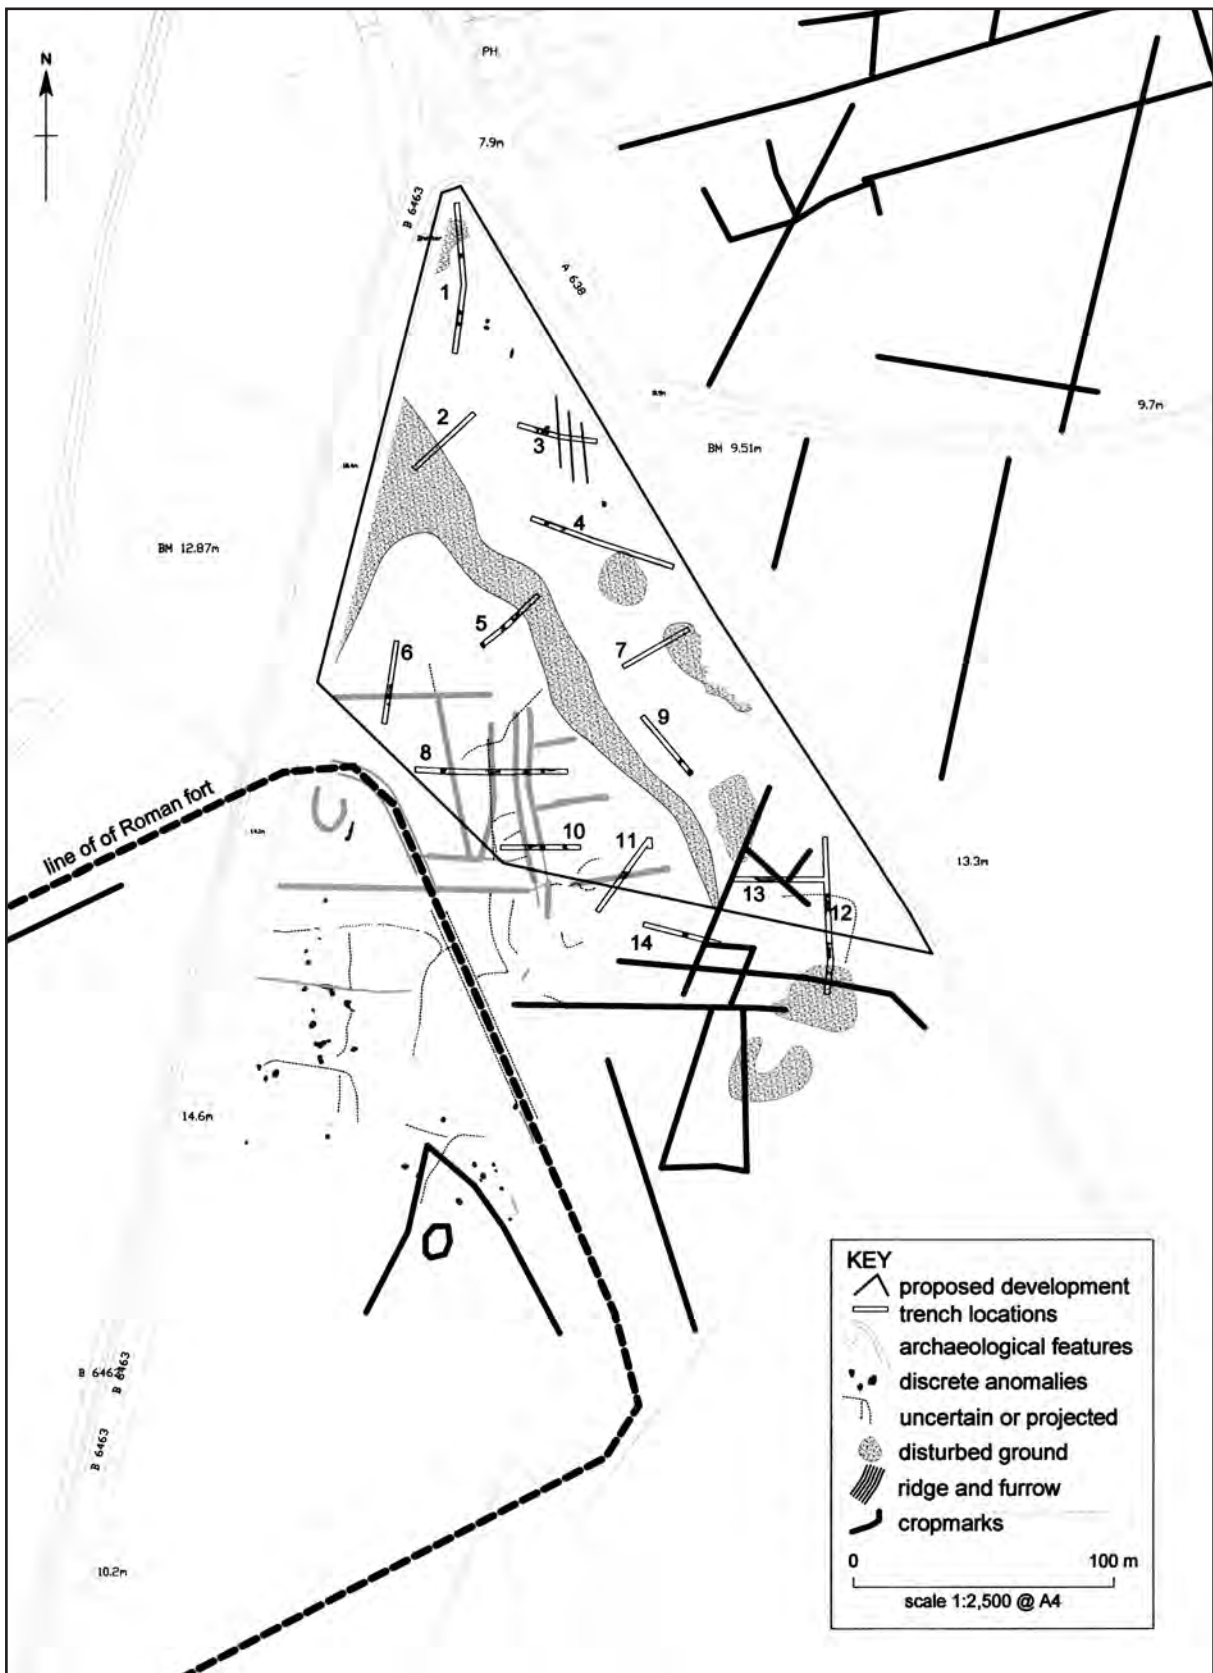 PH
N
7.9m
B 6463
Shelter
A 638
1
2
3
9.7m
BM 9.51m
4
BM 12.87m
5
6
7
9
8
line of of Roman fort
10
11
13.3m
13
12
14
14.6m
KEY
proposed development
trench locations
archaeological features
discrete anomalies
uncertain or projected
disturbed ground
ridge and furrow
cropmarks
0 100 m
scale 1:2,500 @ A4
B 6463
B 6463
B 6463
10.2m